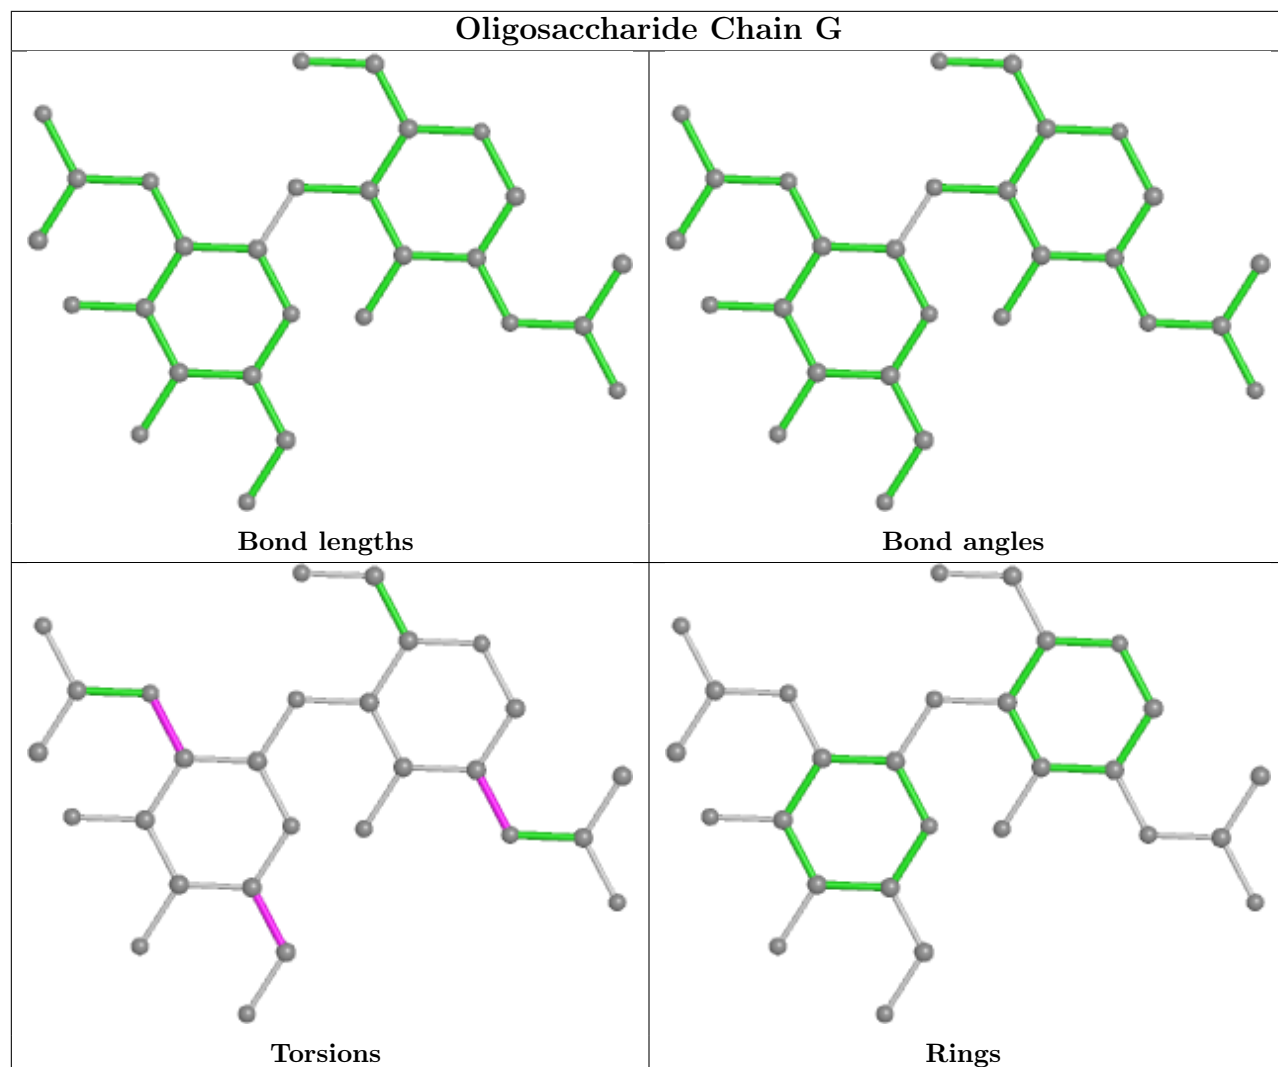 Oligosaccharide Chain G
Bond lengths
Bond angles
Torsions
Rings